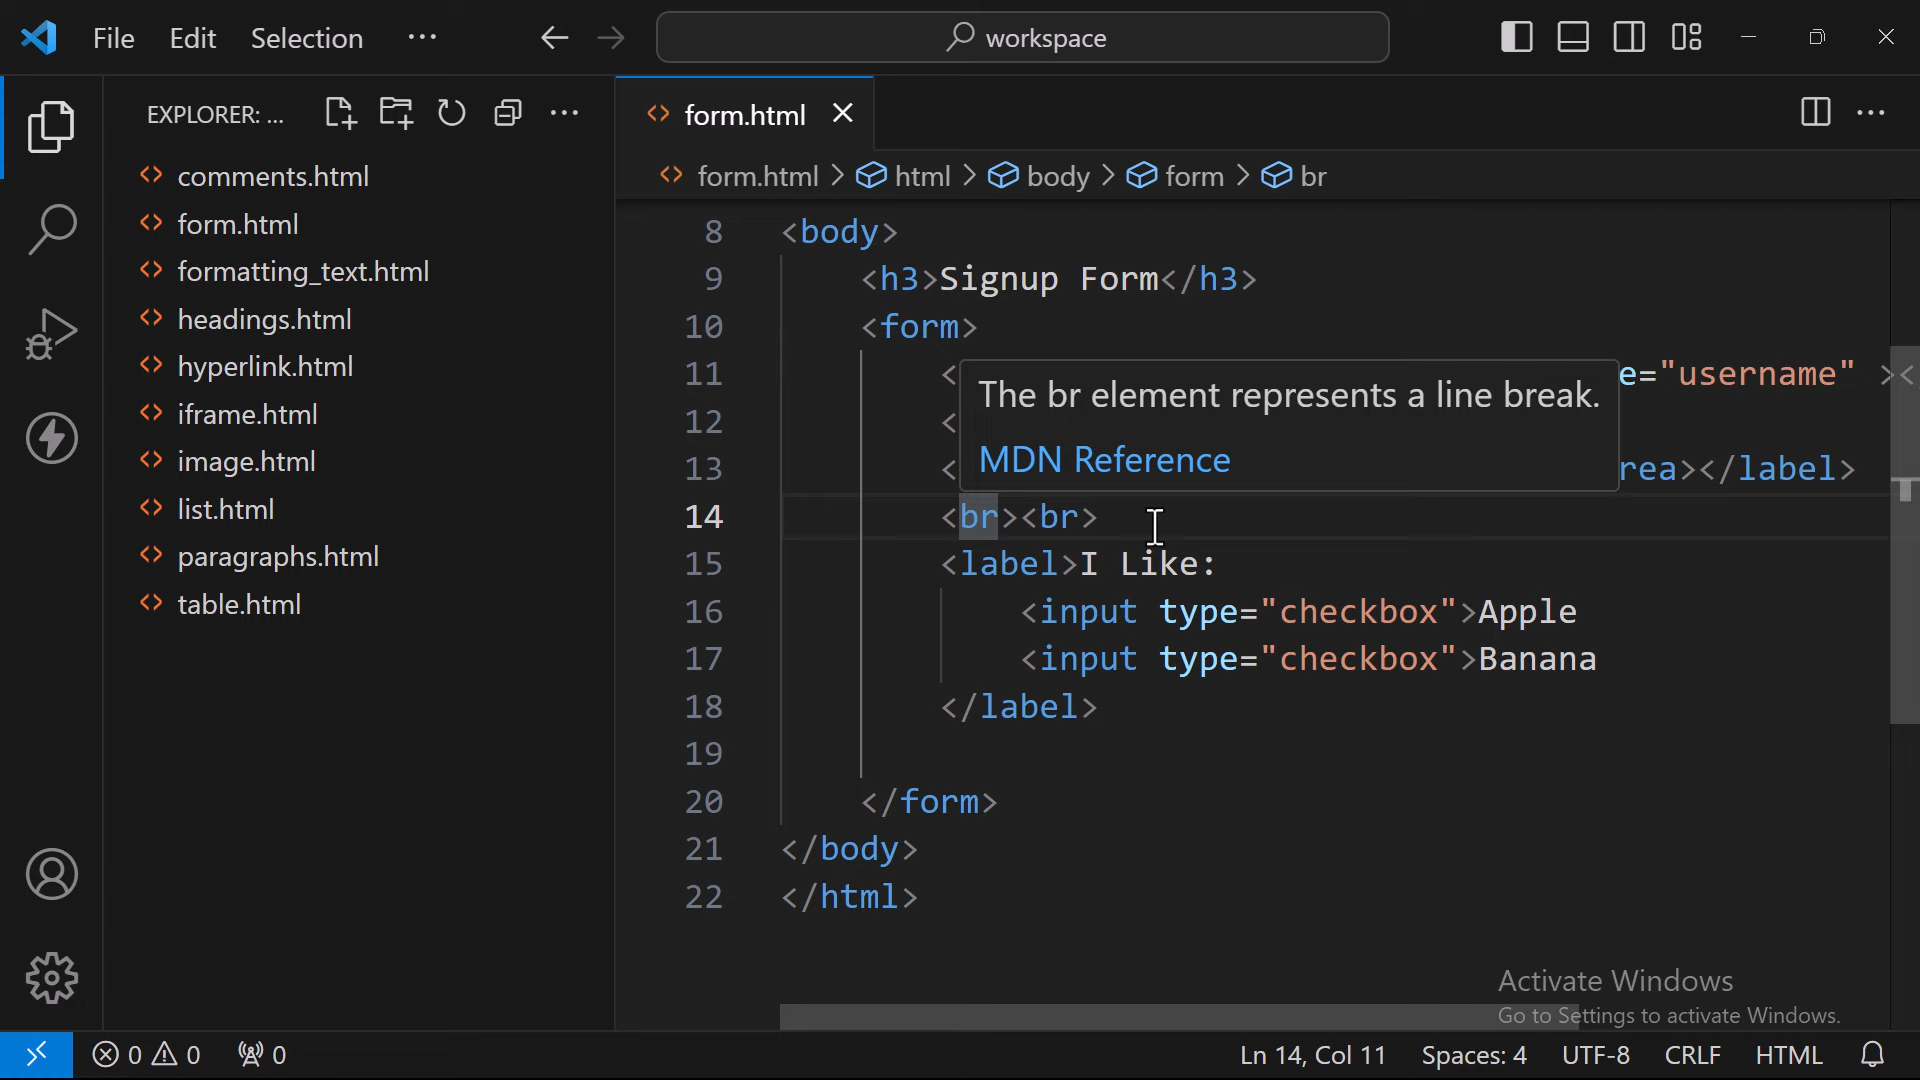 File Edit Selection ···
workspace
EXPLORER: ...
comments.html
form.html
formatting_text.html
headings.html
hyperlink.html
iframe.html
image.html
list.html
paragraphs.html
table.html
form.html
form.html > html > body > form > br
8 <body>
9 <h3>Signup Form</h3>
10 <form>
11 < e="username" ><
12 <
13 < rea></label>
The br element represents a line break.
MDN Reference
14 <br><br>
15 <label>I Like:
16 <input type="checkbox">Apple
17 <input type="checkbox">Banana
18 </label>
19
20 </form>
21 </body>
22 </html>
Activate Windows
Go to Settings to activate Windows.
0 0 0
Ln 14, Col 11 Spaces: 4 UTF-8 CRLF HTML